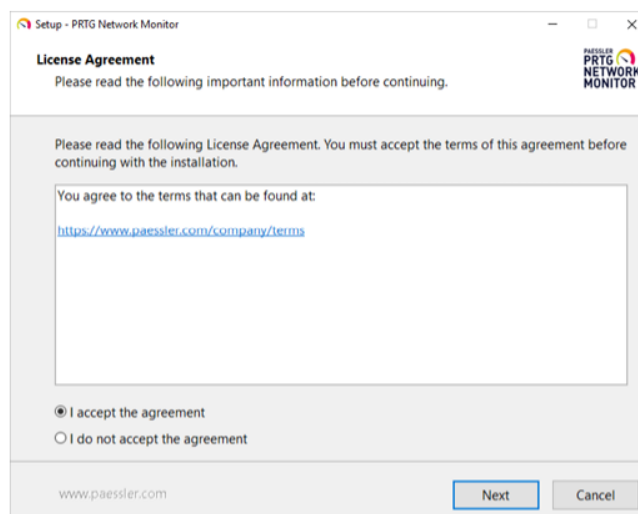 Setup - PRTG Network Monitor
License Agreement
Please read the following important information before continuing.
PAESSLER
PRTG
NETWORK
MONITOR
Please read the following License Agreement. You must accept the terms of this agreement before
continuing with the installation.
You agree to the terms that can be found at:
https://www.paessler.com/company/terms
I accept the agreement
I do not accept the agreement
www.paessler.com
Next
Cancel